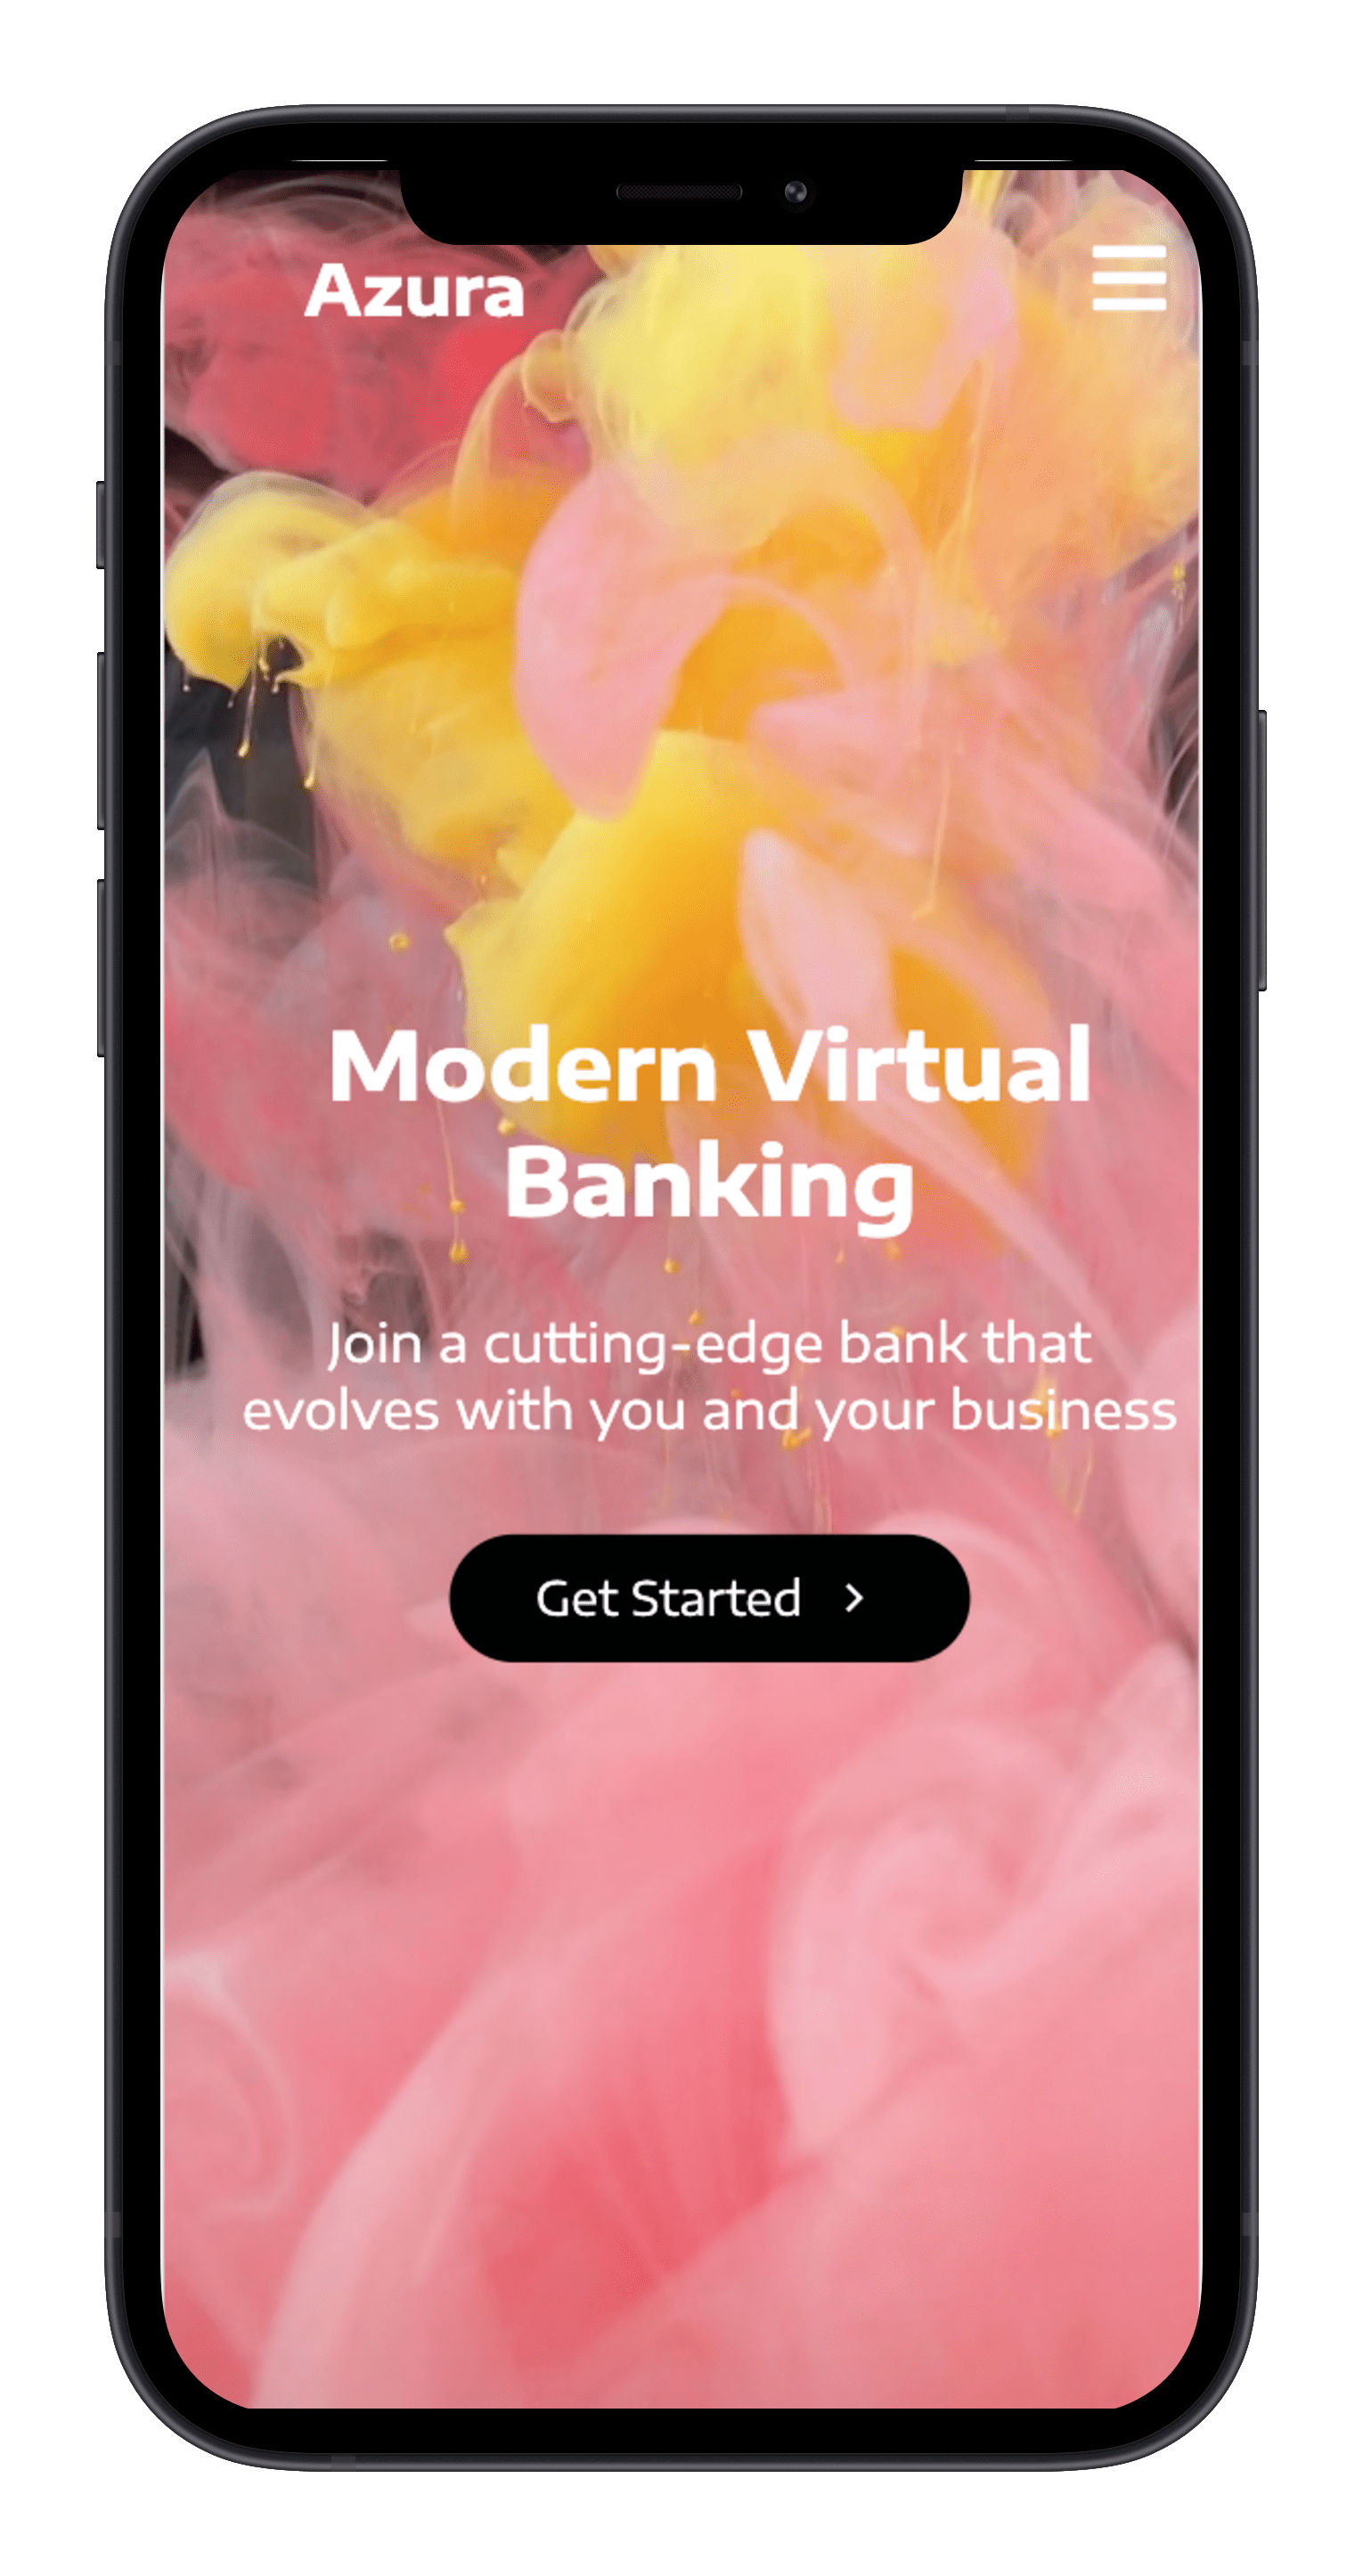 Azura
Modern Virtual
Banking
Join a cutting-edge bank that
evolves with you and your business
Get Started